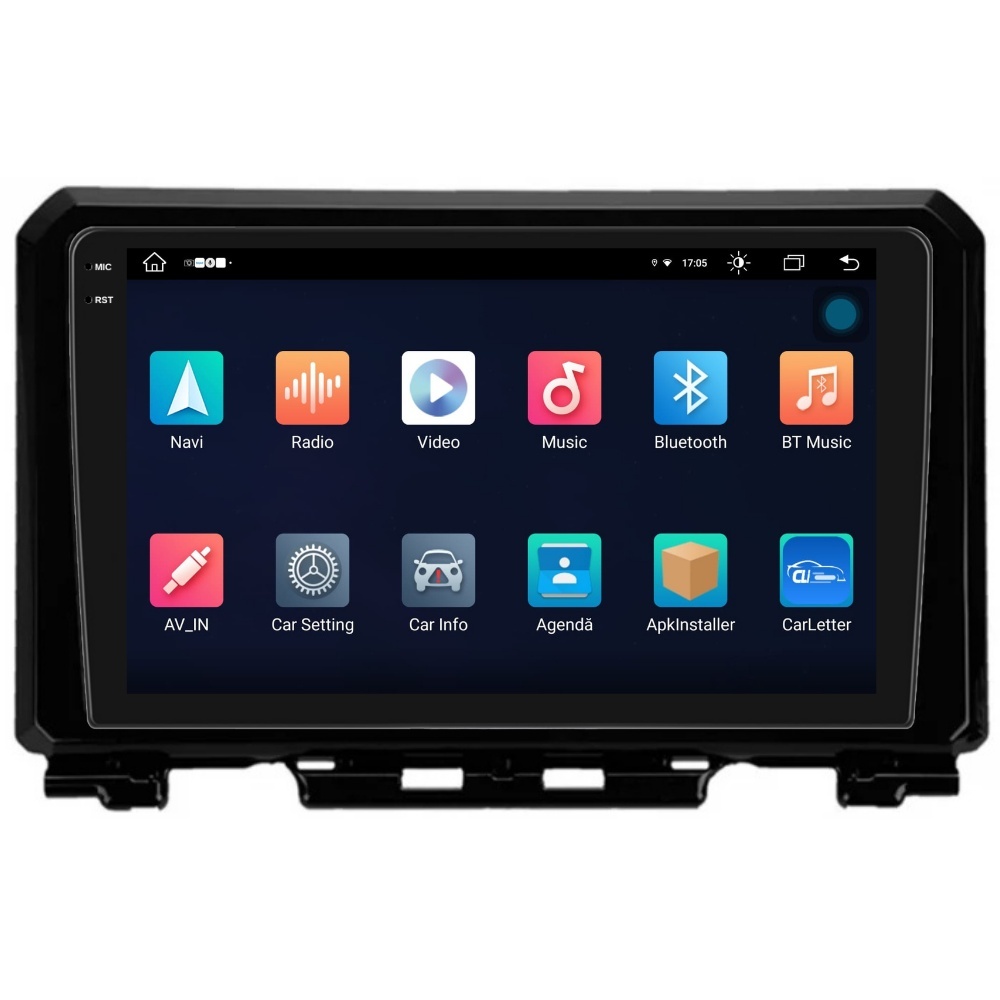 MIC
17:05
RST
Navi
Radio
Video
Music
Bluetooth
BT Music
AV_IN
Car Setting
Car Info
Agendă
ApkInstaller
CarLetter